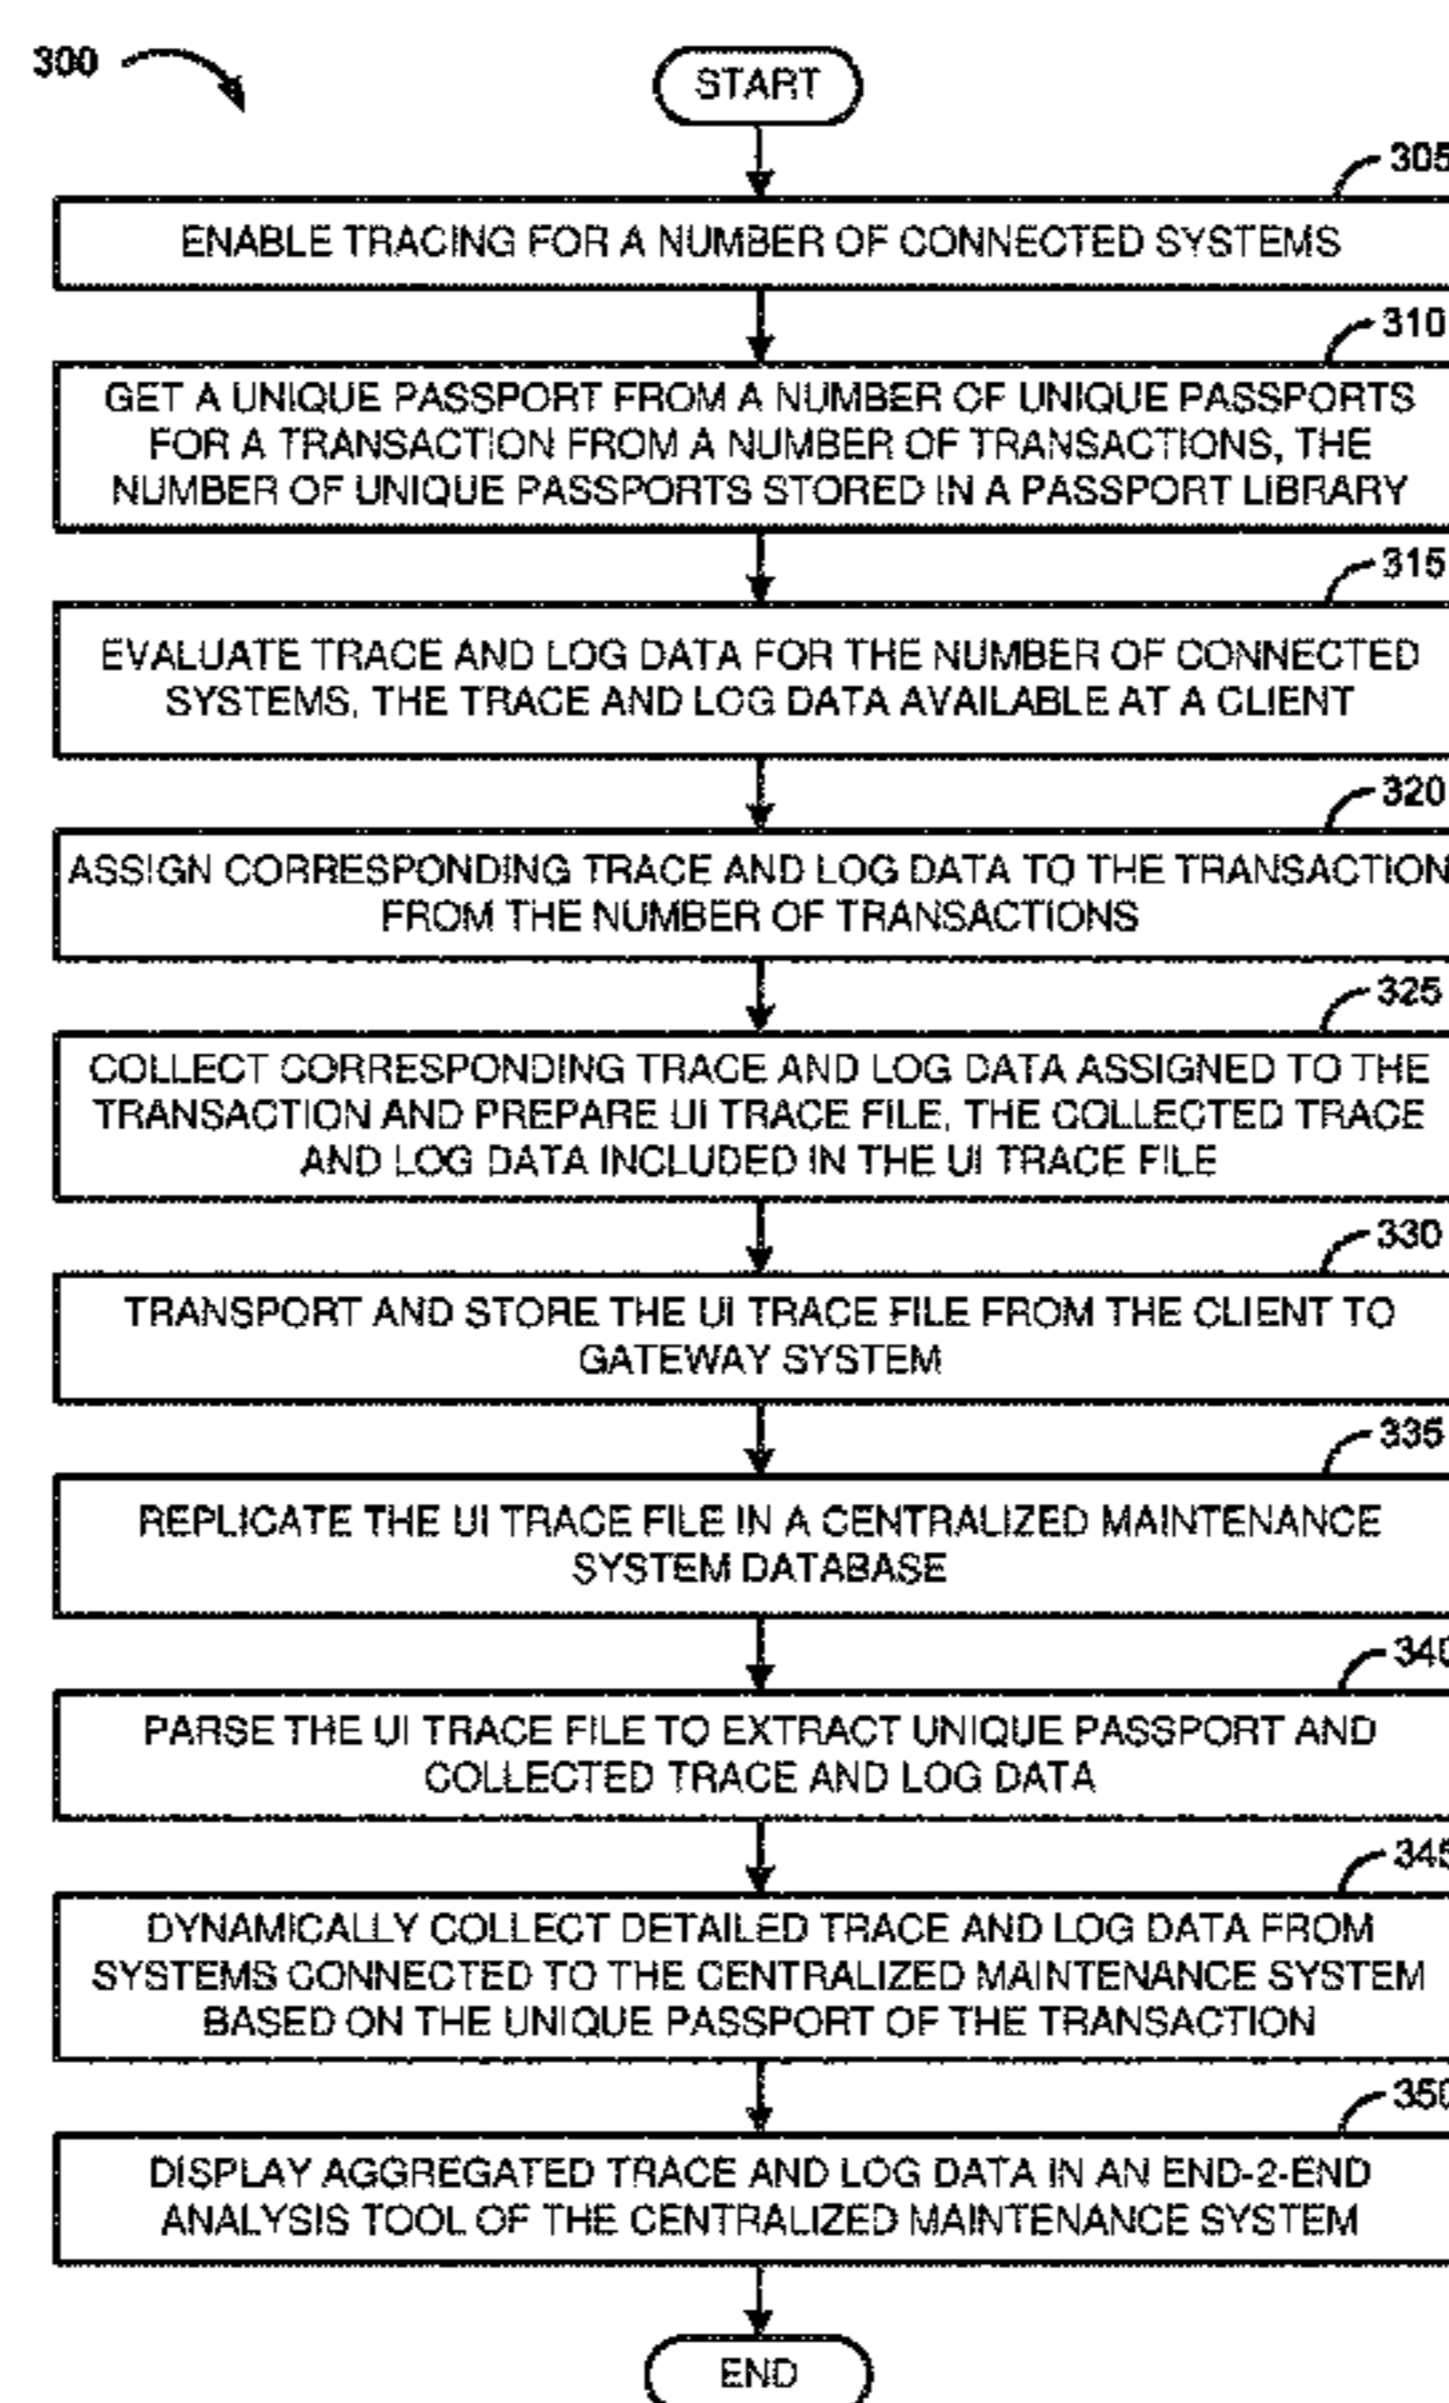 300
START
305
ENABLE TRACING FOR A NUMBER OF CONNECTED SYSTEMS
310
GET A UNIQUE PASSPORT FROM A NUMBER OF UNIQUE PASSPORTS
FOR A TRANSACTION FROM A NUMBER OF TRANSACTIONS, THE
NUMBER OF UNIQUE PASSPORTS STORED IN A PASSPORT LIBRARY
315
EVALUATE TRACE AND LOG DATA FOR THE NUMBER OF CONNECTED
SYSTEMS, THE TRACE AND LOG DATA AVAILABLE AT A CLIENT
320
ASSIGN CORRESPONDING TRACE AND LOG DATA TO THE TRANSACTION
FROM THE NUMBER OF TRANSACTIONS
325
COLLECT CORRESPONDING TRACE AND LOG DATA ASSIGNED TO THE
TRANSACTION AND PREPARE UI TRACE FILE, THE COLLECTED TRACE
AND LOG DATA INCLUDED IN THE UI TRACE FILE
330
TRANSPORT AND STORE THE UI TRACE FILE FROM THE CLIENT TO
GATEWAY SYSTEM
335
REPLICATE THE UI TRACE FILE IN A CENTRALIZED MAINTENANCE
SYSTEM DATABASE
340
PARSE THE UI TRACE FILE TO EXTRACT UNIQUE PASSPORT AND
COLLECTED TRACE AND LOG DATA
345
DYNAMICALLY COLLECT DETAILED TRACE AND LOG DATA FROM
SYSTEMS CONNECTED TO THE CENTRALIZED MAINTENANCE SYSTEM
BASED ON THE UNIQUE PASSPORT OF THE TRANSACTION
350
DISPLAY AGGREGATED TRACE AND LOG DATA IN AN END-2-END
ANALYSIS TOOL OF THE CENTRALIZED MAINTENANCE SYSTEM
END